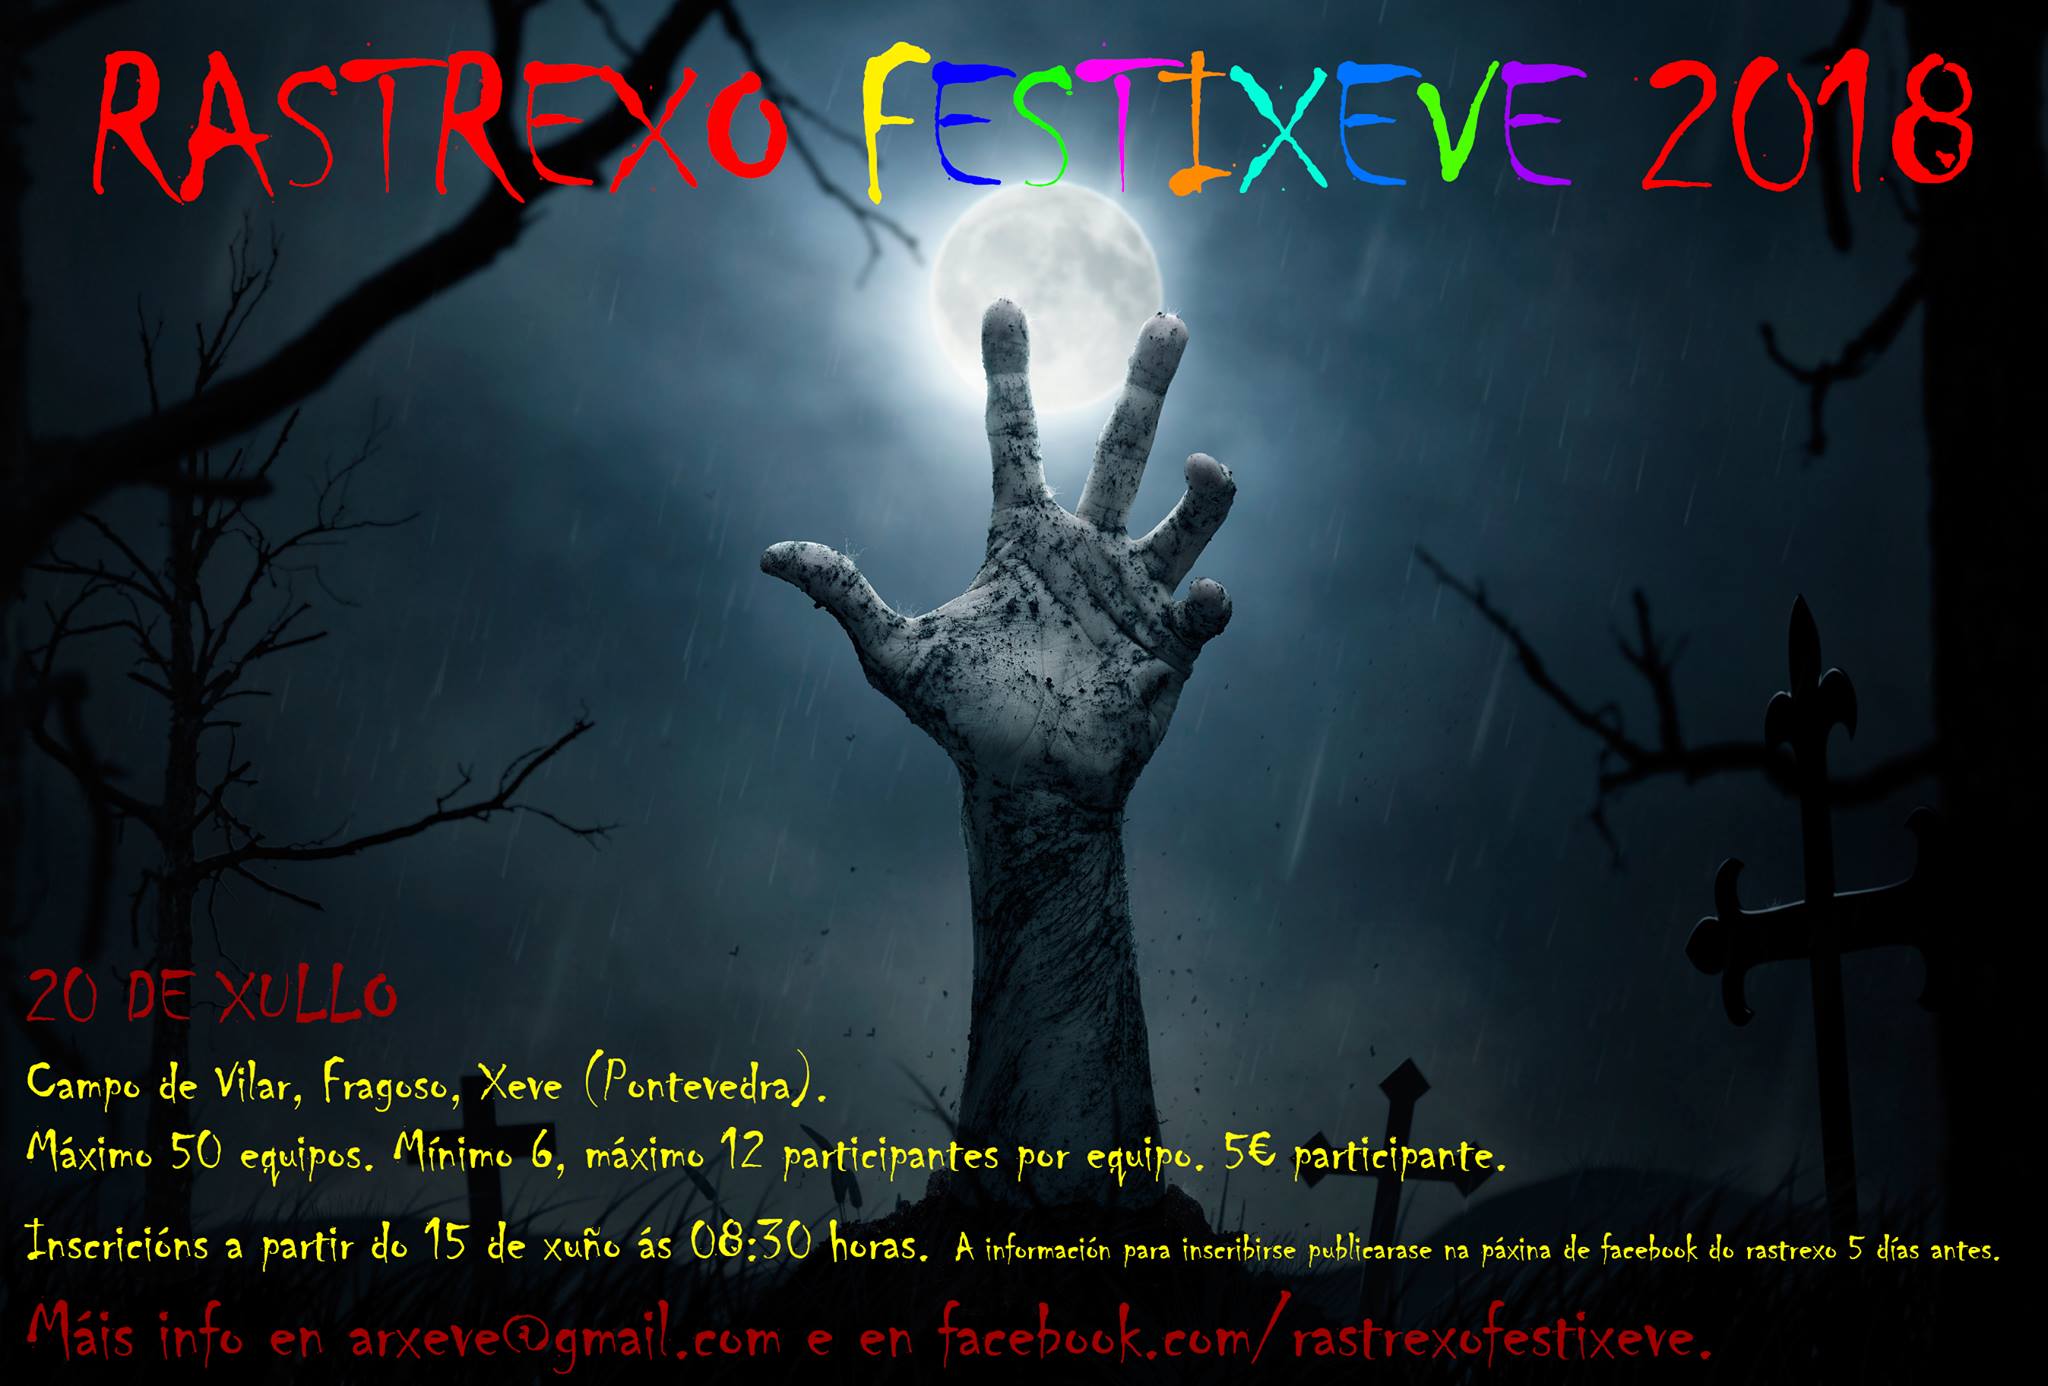 RASTREXO FESTIXEVE 2018
20 DE XULLO
Campo de Vilar, Fragoso, Xeve (Pontevedra).
Máximo 50 equipos. Mínimo 6, máximo 12 participantes por equipo. 5€ participante.
Inscricións a partir do 15 de xuño ás 08:30 horas. A información para inscribirse publicarase na páxina de facebook do rastrexo 5 días antes.
Máis info en arxeve@gmail.com e en facebook.com/rastrexofestixeve.